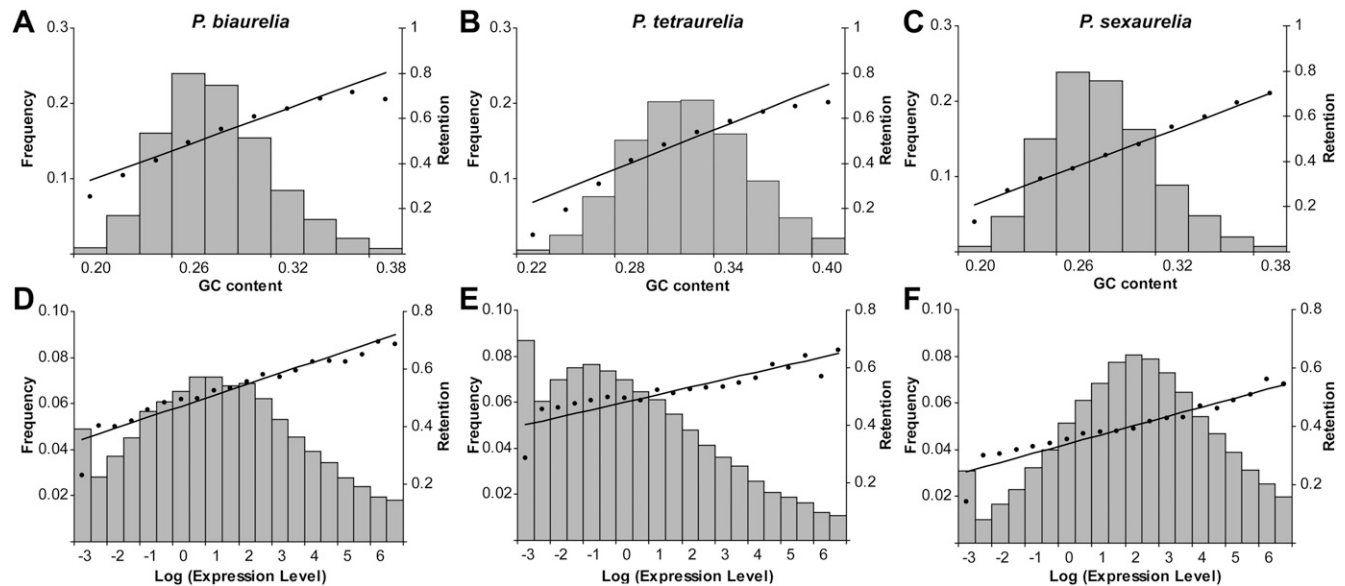 A
P. biaurelia
B
P. tetraurelia
C
P. sexaurelia
0.3
0.2
0.1
Frequency
1
0.8
0.6
0.4
0.2
Retention
0.20 0.26 0.32 0.38
GC content
0.3
0.2
0.1
Frequency
1
0.8
0.6
0.4
0.2
Retention
0.22 0.28 0.34 0.40
GC content
0.3
0.2
0.1
Frequency
1
0.8
0.6
0.4
0.2
Retention
0.20 0.26 0.32 0.38
GC content
D
0.10
0.08
0.06
0.04
0.02
Frequency
0.8
0.6
0.4
0.2
Retention
-3 -2 -1 0 1 2 3 4 5 6
Log (Expression Level)
E
0.10
0.08
0.06
0.04
0.02
Frequency
0.8
0.6
0.4
0.2
Retention
-3 -2 -1 0 1 2 3 4 5 6
Log (Expression Level)
F
0.10
0.08
0.06
0.04
0.02
Frequency
0.8
0.6
0.4
0.2
Retention
-3 -2 -1 0 1 2 3 4 5 6
Log (Expression Level)